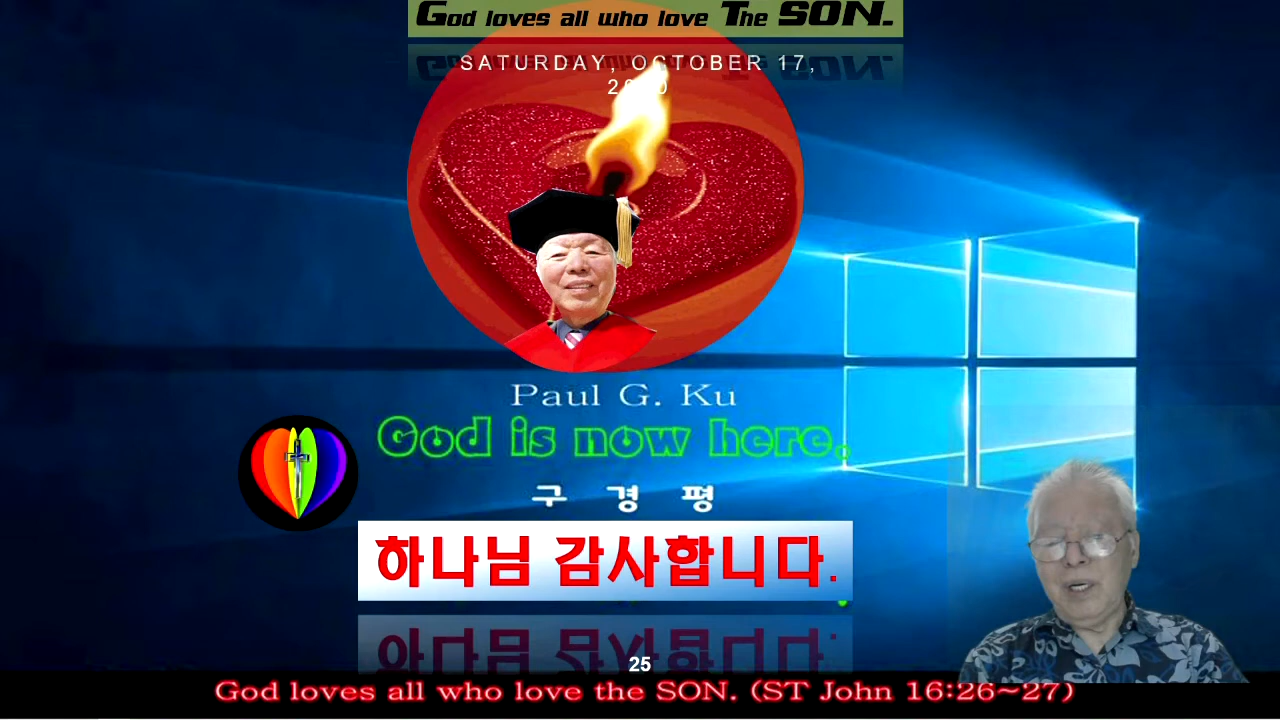 God loves all who love The SON.
SATURDAY, OCTOBER 17,
2020
Paul G. Ku
God is now here.
구 경 평
하나님 감사합니다.
25
God loves all who love the SON. (ST John 16:26~27)